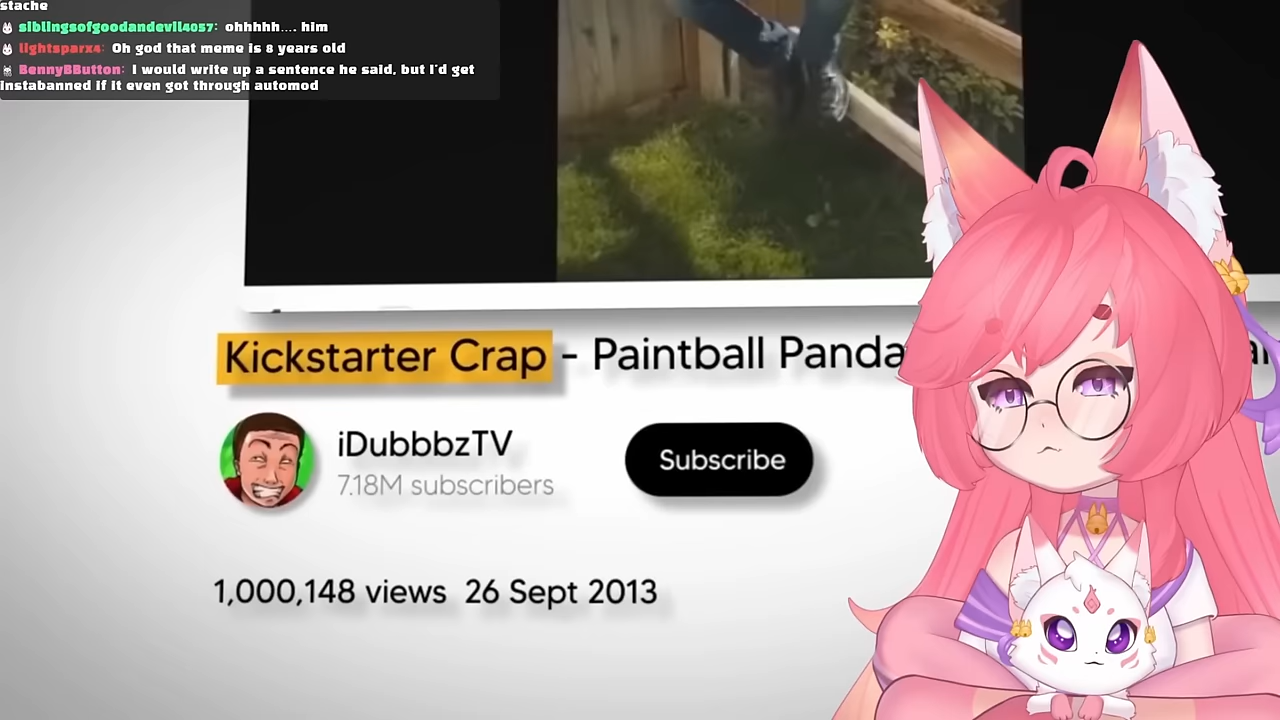 stache
siblingsofgoodandevil4057: ohhhhh.... him
lightsparx4: Oh god that meme is 8 years old
BennyBButton: I would write up a sentence he said, but I'd get
instabanned if it even got through automod
Kickstarter Crap - Paintball Panda
iDubbbzTV
7.18M subscribers
Subscribe
1,000,148 views 26 Sept 2013